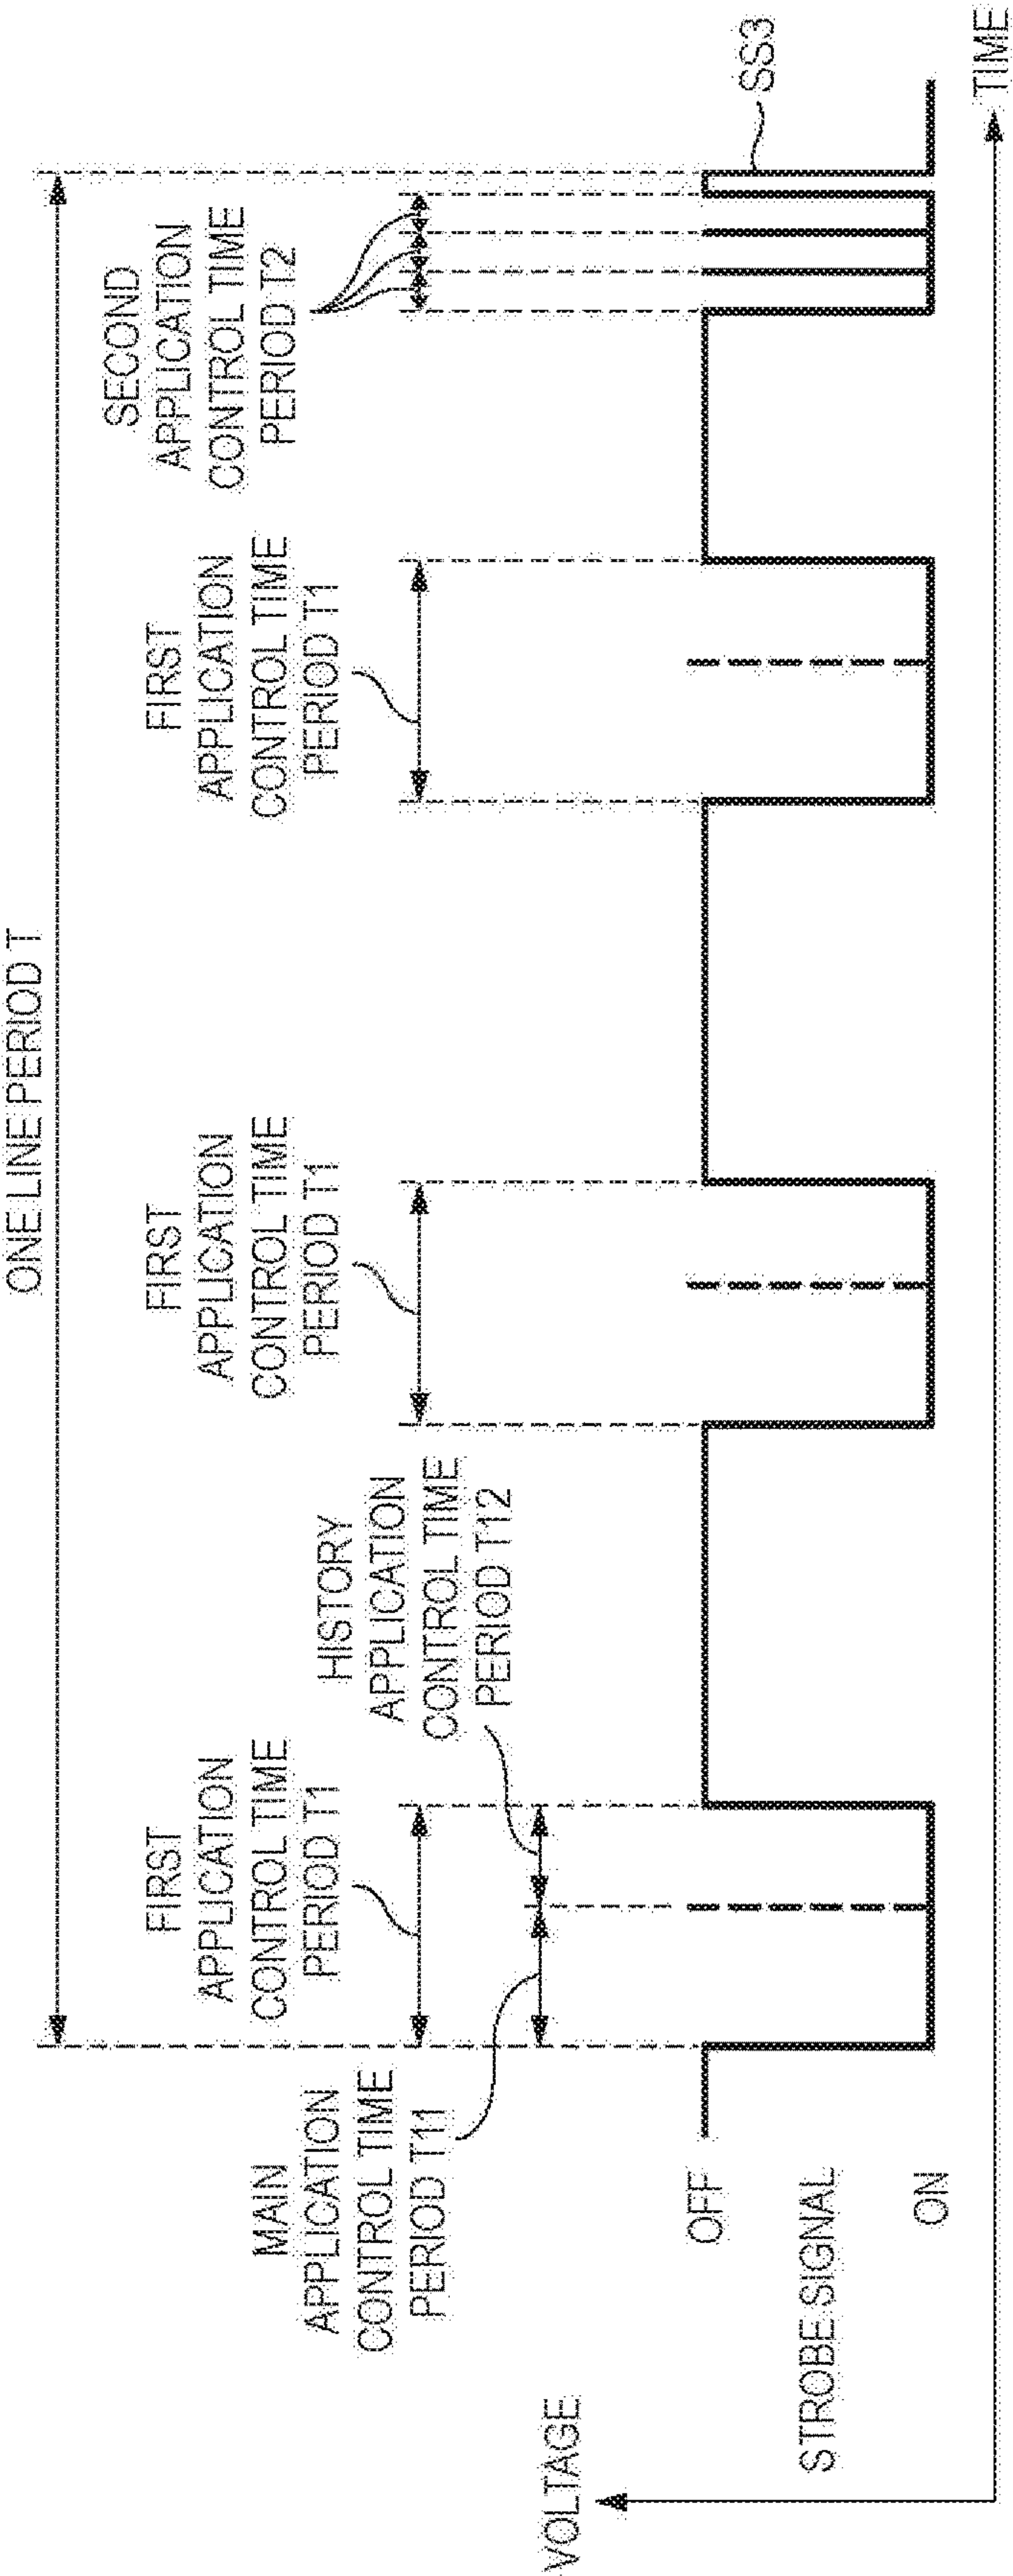 ONE LINE PERIOD T
FIRST
APPLICATION
CONTROL TIME
PERIOD T1
FIRST
APPLICATION
CONTROL TIME
PERIOD T1
FIRST
APPLICATION
CONTROL TIME
PERIOD T1
SECOND
APPLICATION
CONTROL TIME
PERIOD T2
MAIN
APPLICATION
CONTROL TIME
PERIOD T11
HISTORY
APPLICATION
CONTROL TIME
PERIOD T12
VOLTAGE
OFF
STROBE SIGNAL
ON
SS3
TIME